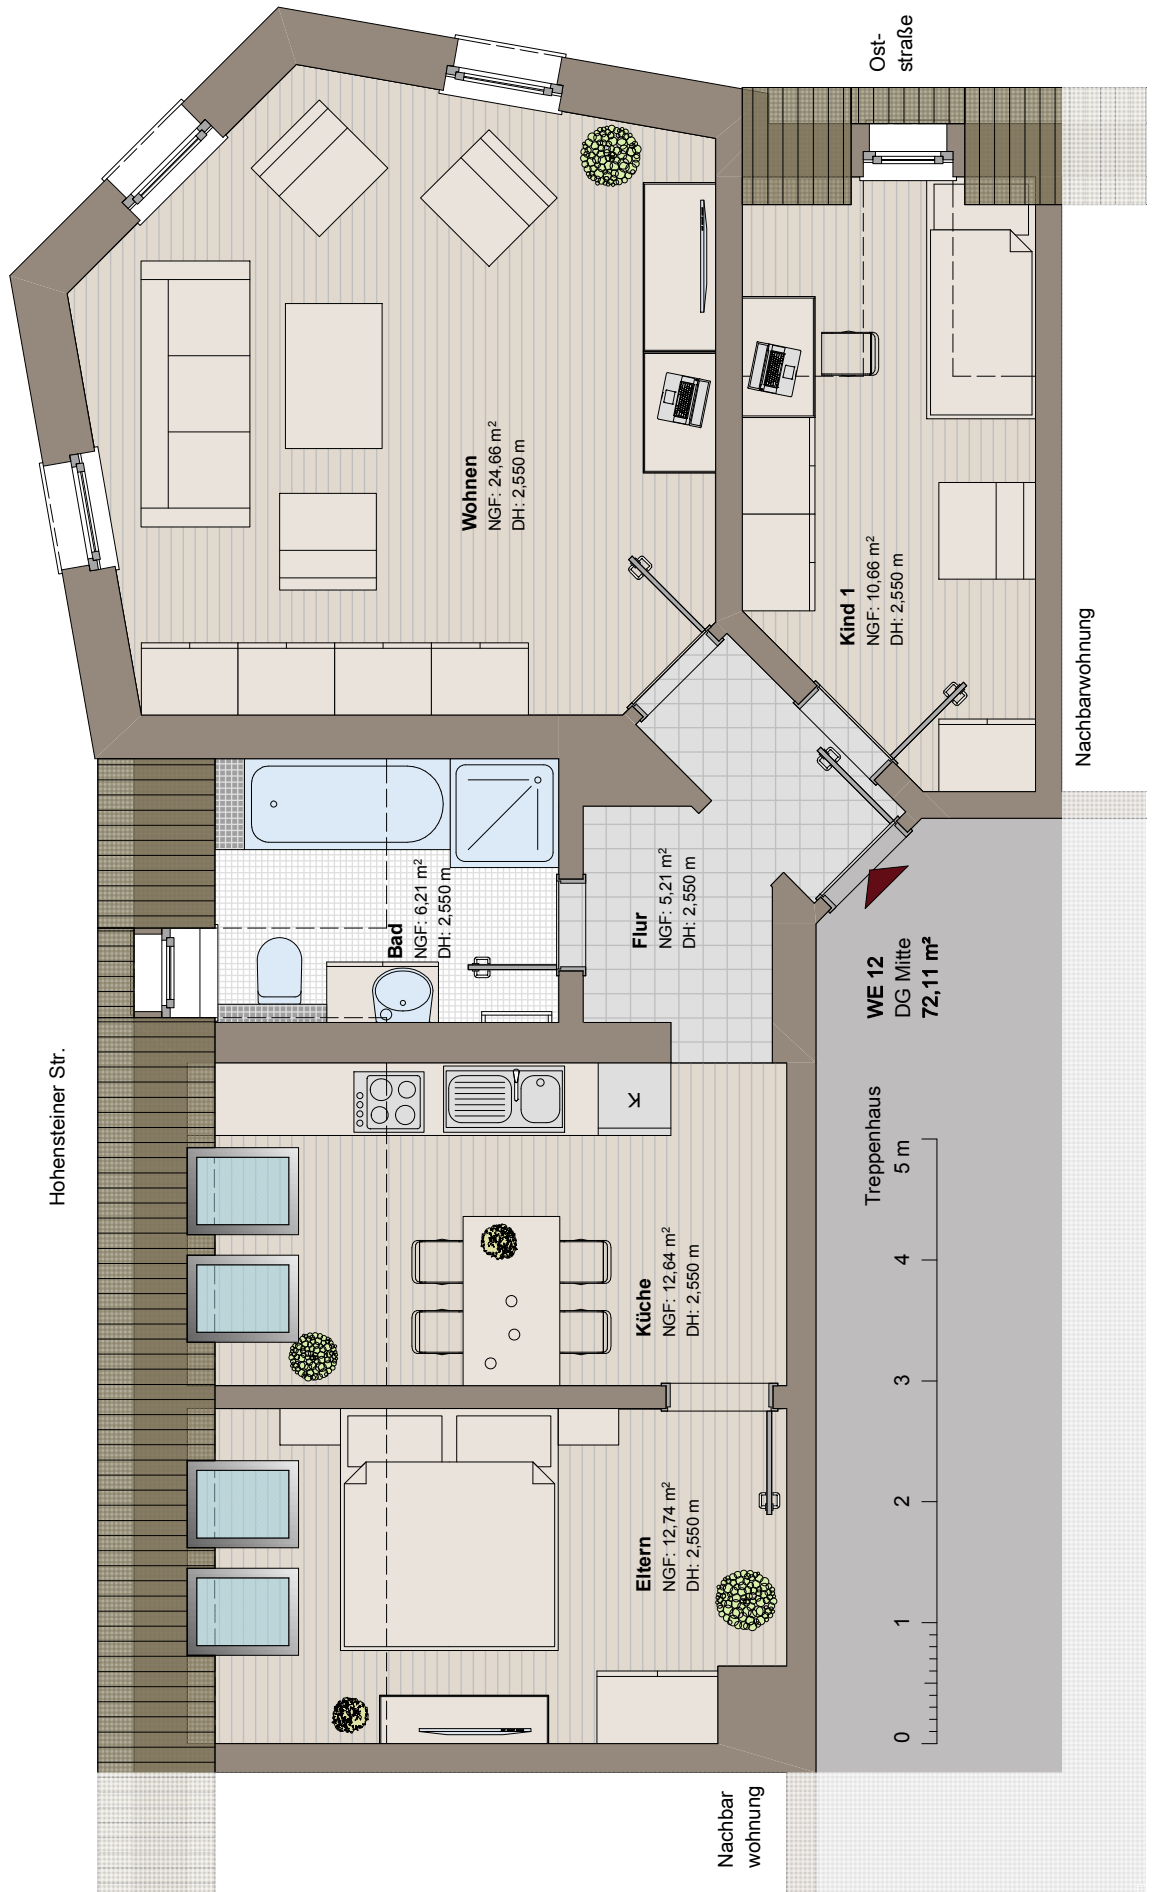 Hohensteiner Str.
Ost-
straße
Wohnen
NGF: 24,66 m²
DH: 2,550 m
Kind 1
NGF: 10,66 m²
DH: 2,550 m
Nachbarwohnung
Bad
NGF: 6,21 m²
DH: 2,550 m
Flur
NGF: 5,21 m²
DH: 2,550 m
WE 12
DG Mitte
72,11 m²
K
Küche
NGF: 12,64 m²
DH: 2,550 m
Eltern
NGF: 12,74 m²
DH: 2,550 m
Treppenhaus
0 1 2 3 4 5 m
Nachbar
wohnung